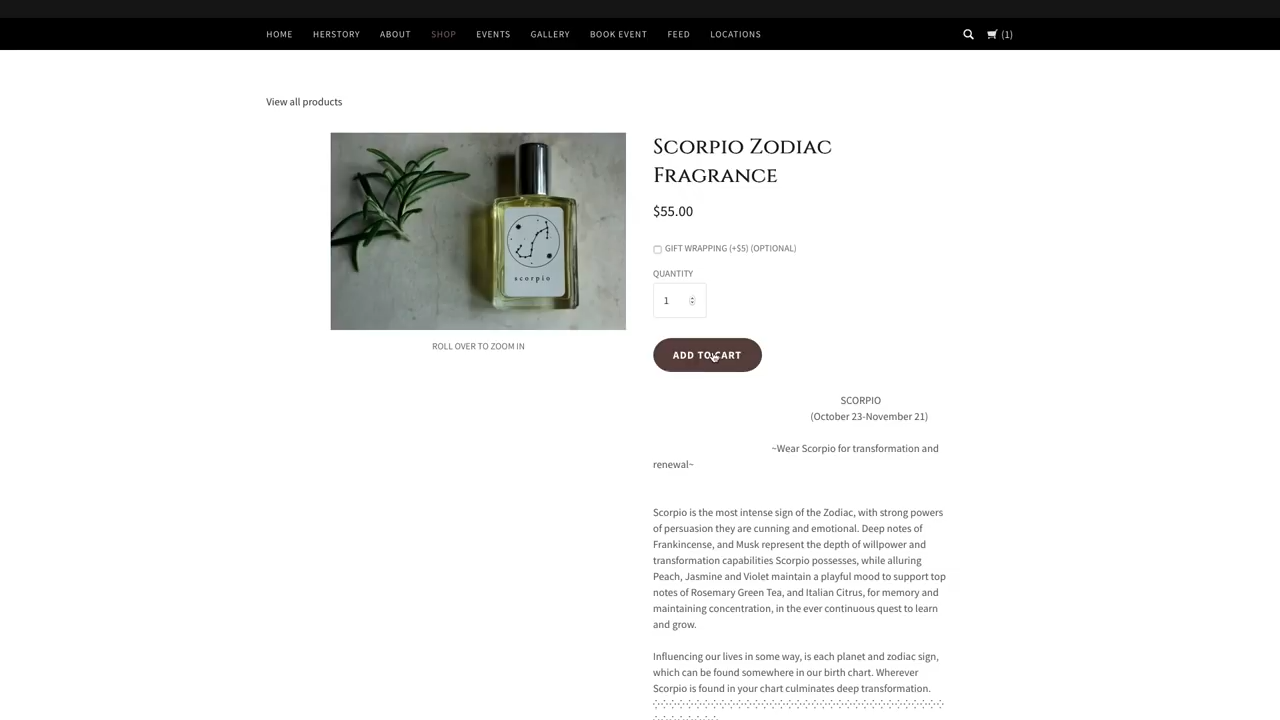 HOME HERSTORY ABOUT SHOP EVENTS GALLERY BOOK EVENT FEED LOCATIONS (1)
View all products
scorpio
ROLL OVER TO ZOOM IN
Scorpio Zodiac
Fragrance
$55.00
GIFT WRAPPING (+$5) (OPTIONAL)
QUANTITY
1
ADD TO CART
SCORPIO
(October 23-November 21)
~Wear Scorpio for transformation and
renewal~
Scorpio is the most intense sign of the Zodiac, with strong powers
of persuasion they are cunning and emotional. Deep notes of
Frankincense, and Musk represent the depth of willpower and
transformation capabilities Scorpio possesses, while alluring
Peach, Jasmine and Violet maintain a playful mood to support top
notes of Rosemary Green Tea, and Italian Citrus, for memory and
maintaining concentration, in the ever continuous quest to learn
and grow.
Influencing our lives in some way, is each planet and zodiac sign,
which can be found somewhere in our birth chart. Wherever
Scorpio is found in your chart culminates deep transformation.